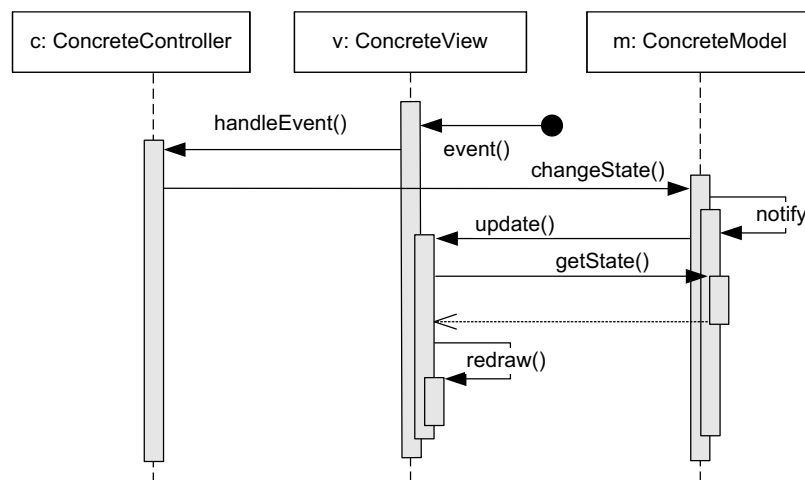 c: ConcreteController
v: ConcreteView
m: ConcreteModel
handleEvent()
event()
changeState()
notify
update()
getState()
redraw()